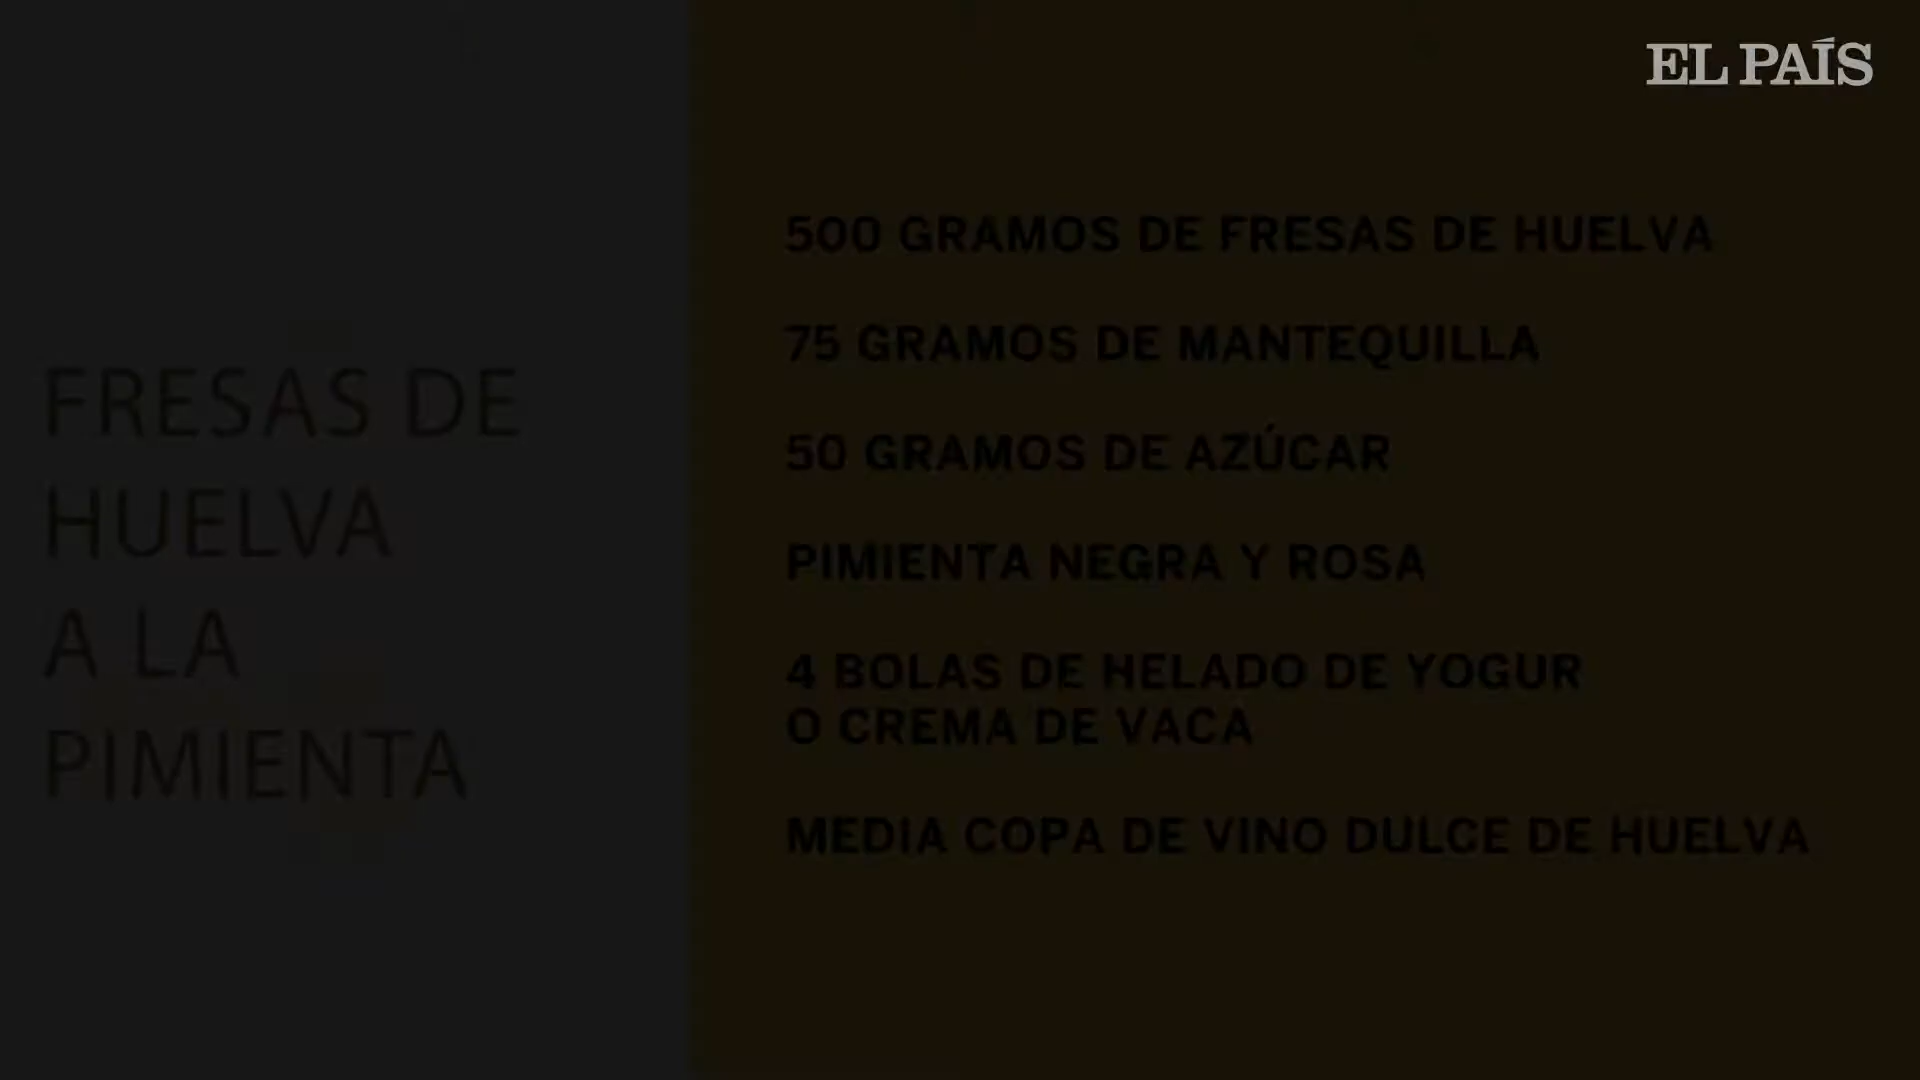 EL PAÍS
FRESAS DE
HUELVA
A LA
PIMIENTA
500 GRAMOS DE FRESAS DE HUELVA
75 GRAMOS DE MANTEQUILLA
50 GRAMOS DE AZÚCAR
PIMIENTA NEGRA Y ROSA
4 BOLAS DE HELADO DE YOGUR
O CREMA DE VACA
MEDIA COPA DE VINO DULCE DE HUELVA